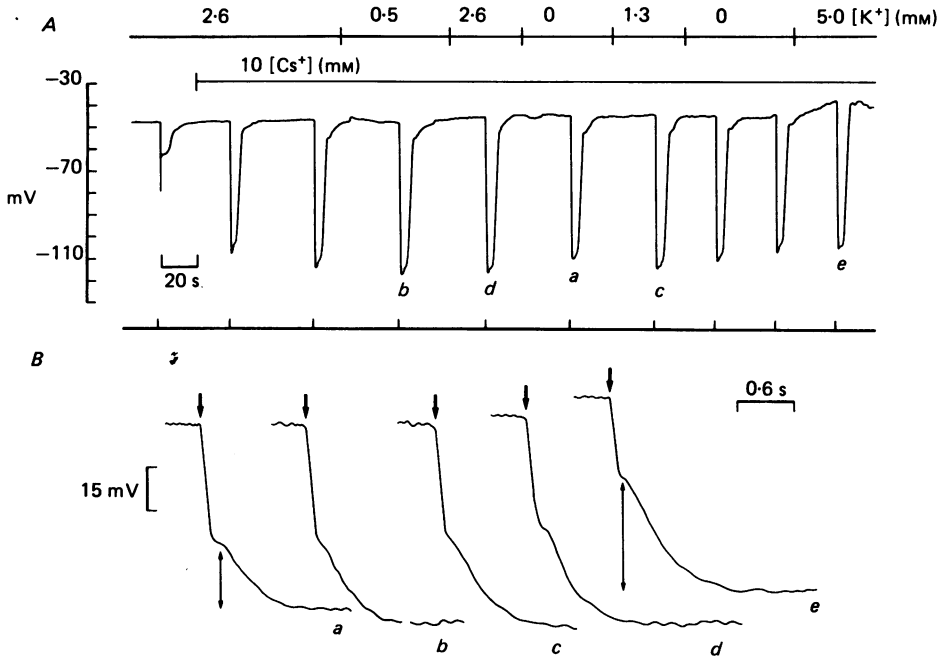 A 2·6 0·5 2·6 0 1·3 0 5·0 [K+] (mM)
10 [Cs+] (mM)
−30
−70
mV
−110
20 s.
b d a c e
B
0·6 s
15 mV
a b c d e